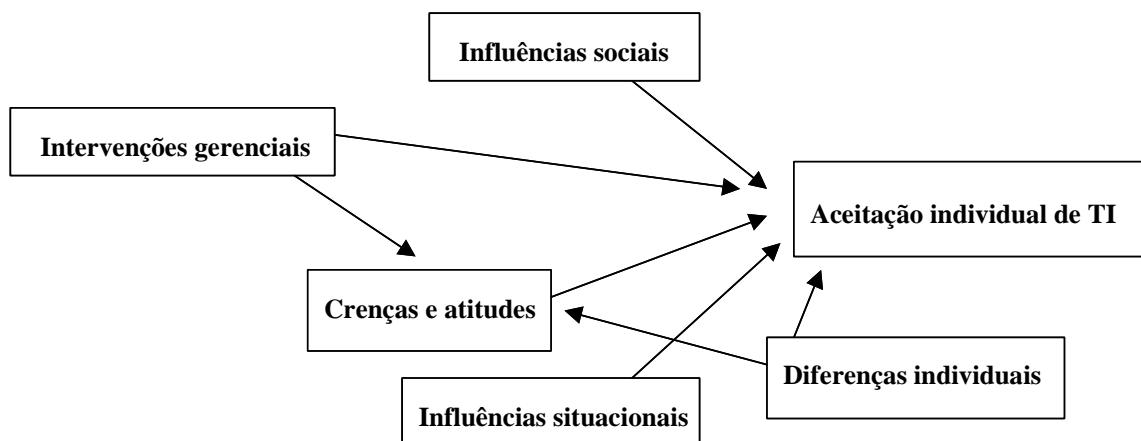 Influências sociais
Intervenções gerenciais
Aceitação individual de TI
Crenças e atitudes
Diferenças individuais
Influências situacionais